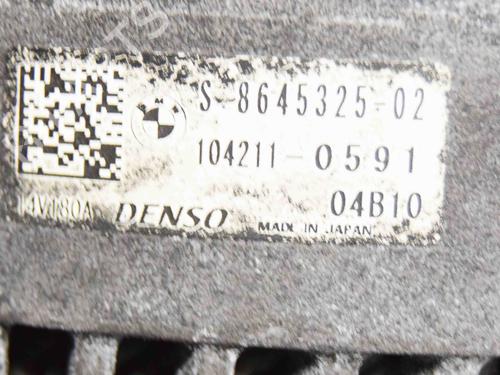 S 8645325-02
104211-0591
04B10
14V180A DENSO MADE IN JAPAN